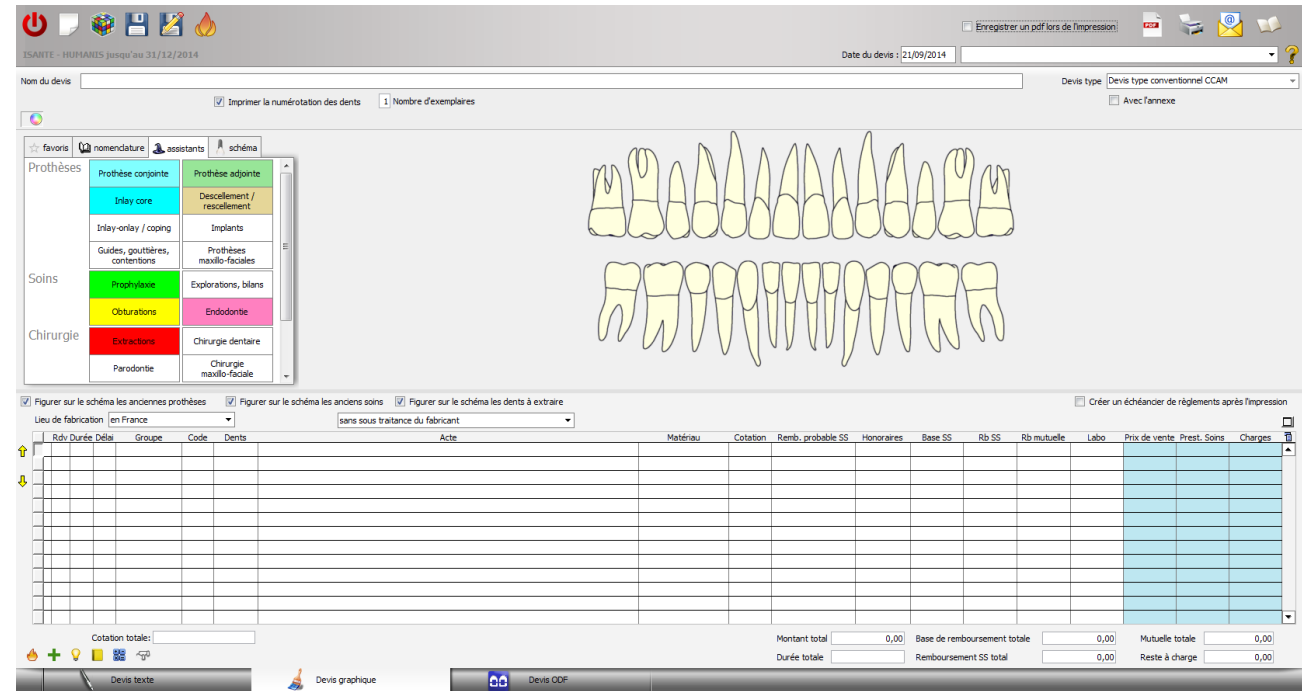 Enregistrer un pdf lors de l'impression
PDF
@
ISANTE - HUMANIS jusqu'au 31/12/2014
Date du devis : 21/09/2014
?
Nom du devis
Devis type Devis type conventionnel CCAM
Imprimer la numérotation des dents 1 Nombre d'exemplaires
Avec l'annexe
favoris nomenclature assistants schéma
Prothèses
Prothèse conjointe
Prothèse adjointe
Inlay core
Descellement /
rescellement
Inlay-onlay / coping
Implants
Guides, gouttières,
contentions
Prothèses
maxillo-faciales
Soins
Prophylaxie
Explorations, bilans
Obturations
Endodontie
Chirurgie
Extractions
Chirurgie dentaire
Parodontie
Chirurgie
maxillo-faciale
Figurer sur le schéma les anciennes prothèses Figurer sur le schéma les anciens soins Figurer sur le schéma les dents à extraire
Créer un échéancier de règlements après l'impression
Lieu de fabrication en France sans sous traitance du fabricant
Rdv Durée Délai Groupe Code Dents Acte Matériau Cotation Remb. probable SS Honoraires Base SS Rb SS Rb mutuelle Labo Prix de vente Prest. Soins Charges
Cotation totale:
Montant total 0,00 Base de remboursement totale 0,00 Mutuelle totale 0,00
Durée totale Remboursement SS total 0,00 Reste à charge 0,00
Devis texte Devis graphique Devis ODF